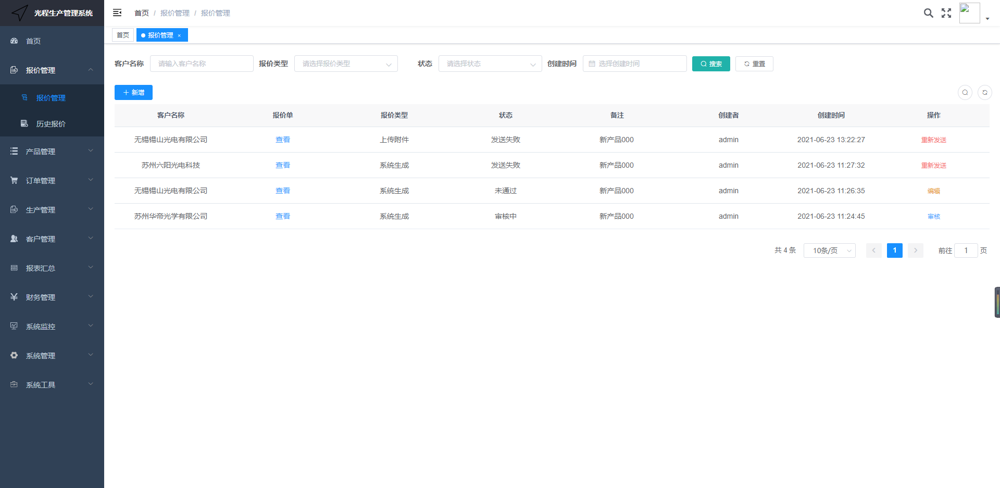 光程生产管理系统
首页
报价管理
报价管理
历史报价
产品管理
订单管理
生产管理
客户管理
报表汇总
财务管理
系统监控
系统管理
系统工具
首页 / 报价管理 / 报价管理
首页 报价管理 ×
客户名称 请输入客户名称 报价类型 请选择报价类型 状态 请选择状态 创建时间 选择创建时间 搜索 重置
新增
客户名称 报价单 报价类型 状态 备注 创建者 创建时间 操作
无锡锡山光电有限公司 查看 上传附件 发送失败 新产品000 admin 2021-06-23 13:22:27 重新发送
苏州六阳光电科技 查看 系统生成 发送失败 新产品000 admin 2021-06-23 11:27:32 重新发送
无锡锡山光电有限公司 查看 系统生成 未通过 新产品000 admin 2021-06-23 11:26:35 编辑
苏州华帝光学有限公司 查看 系统生成 审核中 新产品000 admin 2021-06-23 11:24:45 审核
共 4 条 10条/页 1 前往 1 页